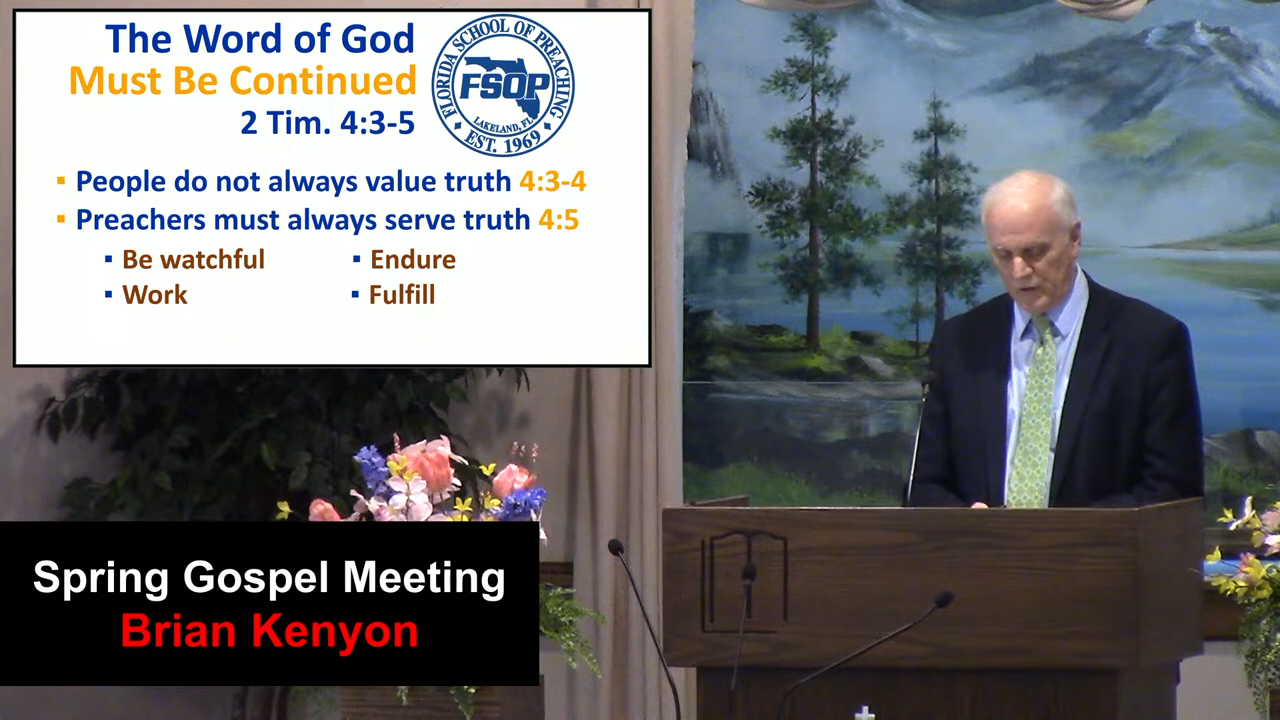 The Word of God
Must Be Continued
2 Tim. 4:3-5
FLORIDA SCHOOL OF PREACHING
FSOP
LAKELAND, FL
EST. 1969
▪ People do not always value truth 4:3-4
▪ Preachers must always serve truth 4:5
▪ Be watchful ▪ Endure
▪ Work ▪ Fulfill
Spring Gospel Meeting
Brian Kenyon